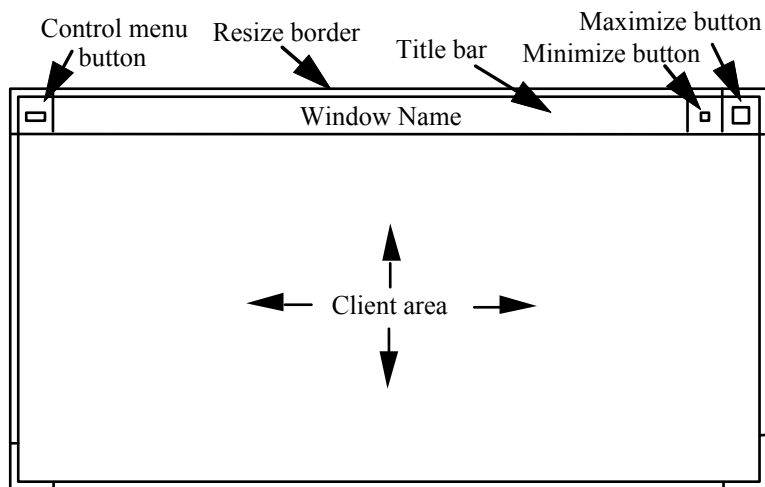 Control menu
button
Resize border
Title bar
Maximize button
Minimize button
Window Name
Client area